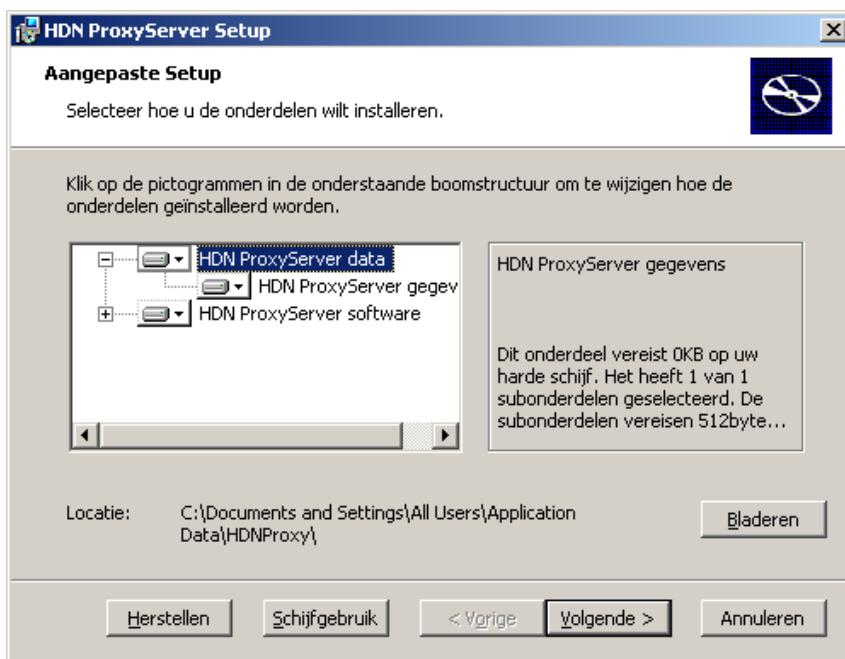 HDN ProxyServer Setup
Aangepaste Setup
Selecteer hoe u de onderdelen wilt installeren.
Klik op de pictogrammen in de onderstaande boomstructuur om te wijzigen hoe de
onderdelen geïnstalleerd worden.
HDN ProxyServer data
HDN ProxyServer gegev
HDN ProxyServer software
HDN ProxyServer gegevens
Dit onderdeel vereist 0KB op uw
harde schijf. Het heeft 1 van 1
subonderdelen geselecteerd. De
subonderdelen vereisen 512byte...
Locatie:
C:\Documents and Settings\All Users\Application
Data\HDNProxy\
Bladeren
Herstellen
Schijfgebruik
< Vorige
Volgende >
Annuleren